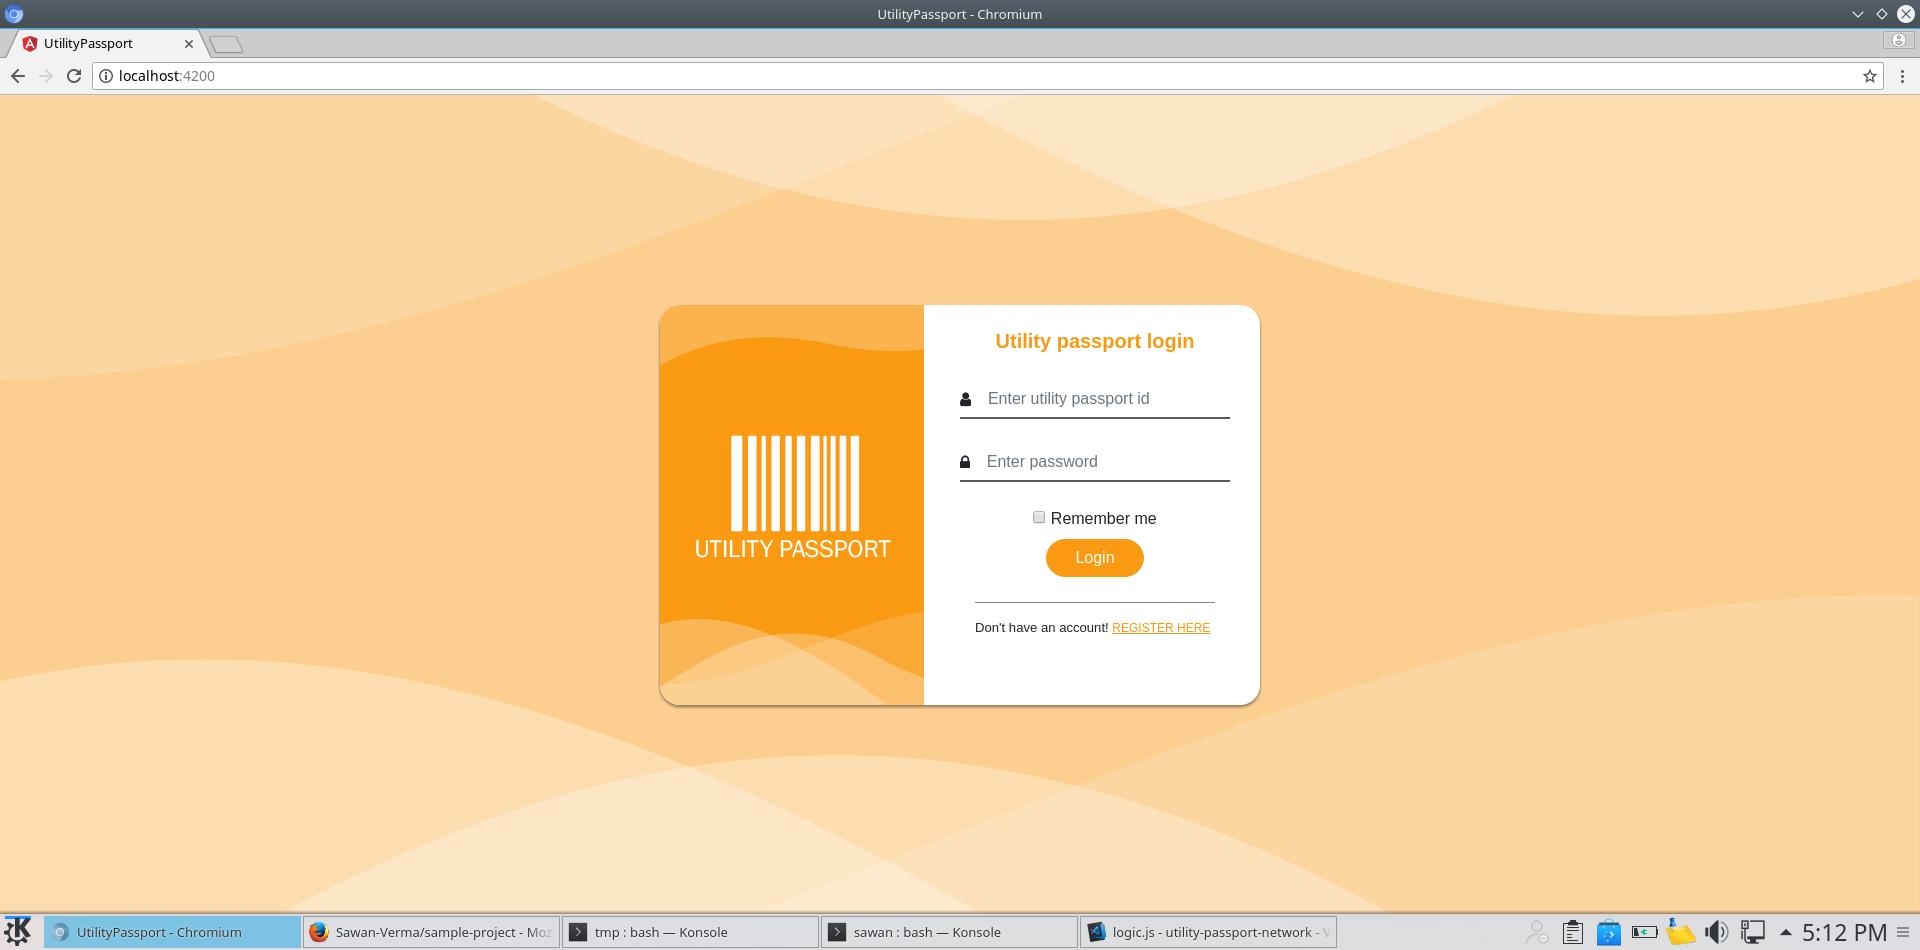 UtilityPassport - Chromium
UtilityPassport
localhost:4200
Utility passport login
Enter utility passport id
Enter password
Remember me
Login
Don't have an account! REGISTER HERE
UTILITY PASSPORT
UtilityPassport - Chromium
Sawan-Verma/sample-project - Moz
tmp : bash — Konsole
sawan : bash — Konsole
logic.js - utility-passport-network - V
5:12 PM